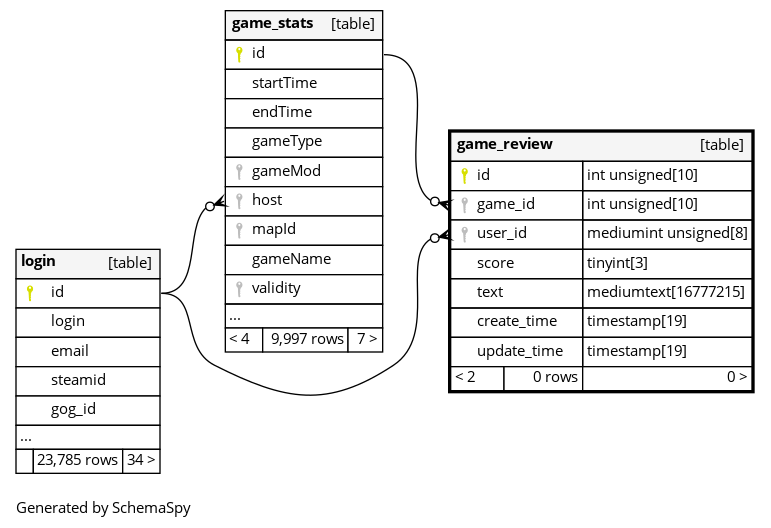 game_stats [table]
id
startTime
endTime
gameType
gameMod
host
mapId
gameName
validity
...
< 4 9,997 rows 7 >
game_review [table]
id int unsigned[10]
game_id int unsigned[10]
user_id mediumint unsigned[8]
score tinyint[3]
text mediumtext[16777215]
create_time timestamp[19]
update_time timestamp[19]
< 2 0 rows 0 >
login [table]
id
login
email
steamid
gog_id
...
23,785 rows 34 >
Generated by SchemaSpy